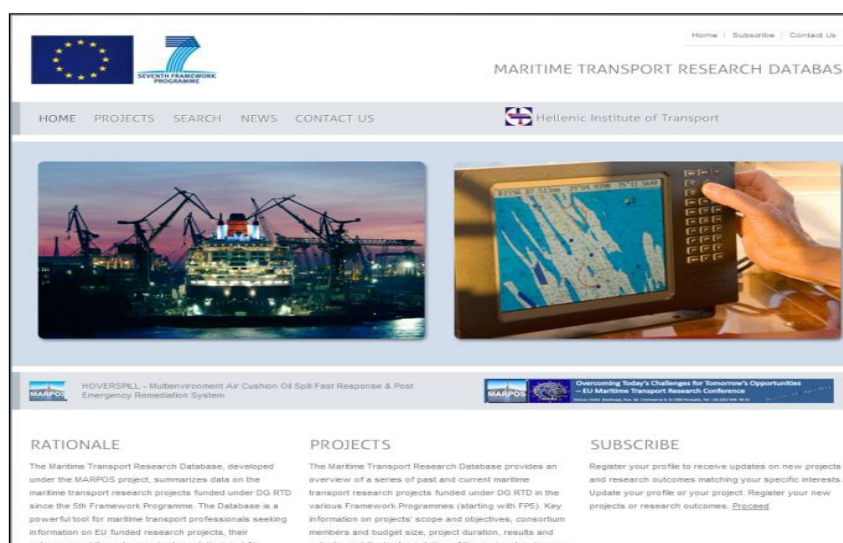 Home | Subscribe | Contact Us
SEVENTH FRAMEWORK
PROGRAMME
MARITIME TRANSPORT RESEARCH DATABAS
HOME PROJECTS SEARCH NEWS CONTACT US
Hellenic Institute of Transport
MARPOS
HOVERSPILL - Multienvironment Air Cushion Oil Spill Fast Response & Post
Emergency Remediation System
MARPOS
Overcoming Today's Challenges for Tomorrow's Opportunities
– EU Maritime Transport Research Conference
RATIONALE
The Maritime Transport Research Database, developed
under the MARPOS project, summarizes data on the
maritime transport research projects funded under DG RTD
since the 5th Framework Programme. The Database is a
powerful tool for maritime transport professionals seeking
information on EU funded research projects, their
PROJECTS
The Maritime Transport Research Database provides an
overview of a series of past and current maritime
transport research projects funded under DG RTD in the
various Framework Programmes (starting with FP5). Key
information on projects' scope and objectives, consortium
members and budget size, project duration, results and
SUBSCRIBE
Register your profile to receive updates on new projects
and research outcomes matching your specific interests.
Update your profile or your project. Register your new
projects or research outcomes. Proceed